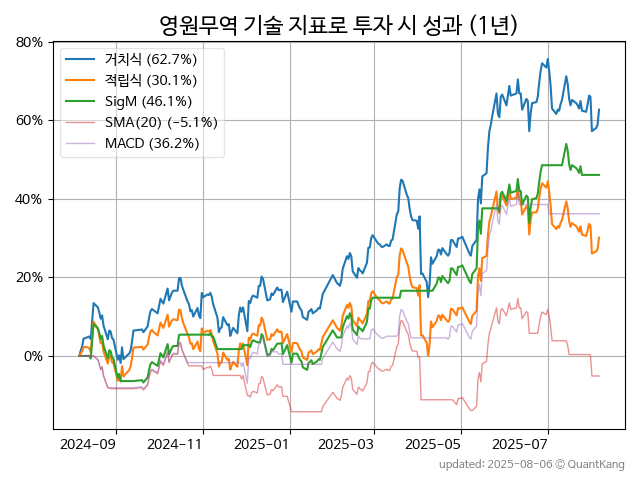 영원무역 기술 지표로 투자 시 성과 (1년)
80%
60%
40%
20%
0%
거치식 (62.7%)
적립식 (30.1%)
SigM (46.1%)
SMA(20) (−5.1%)
MACD (36.2%)
2024-09 2024-11 2025-01 2025-03 2025-05 2025-07
updated: 2025-08-06 ⓒ QuantKang